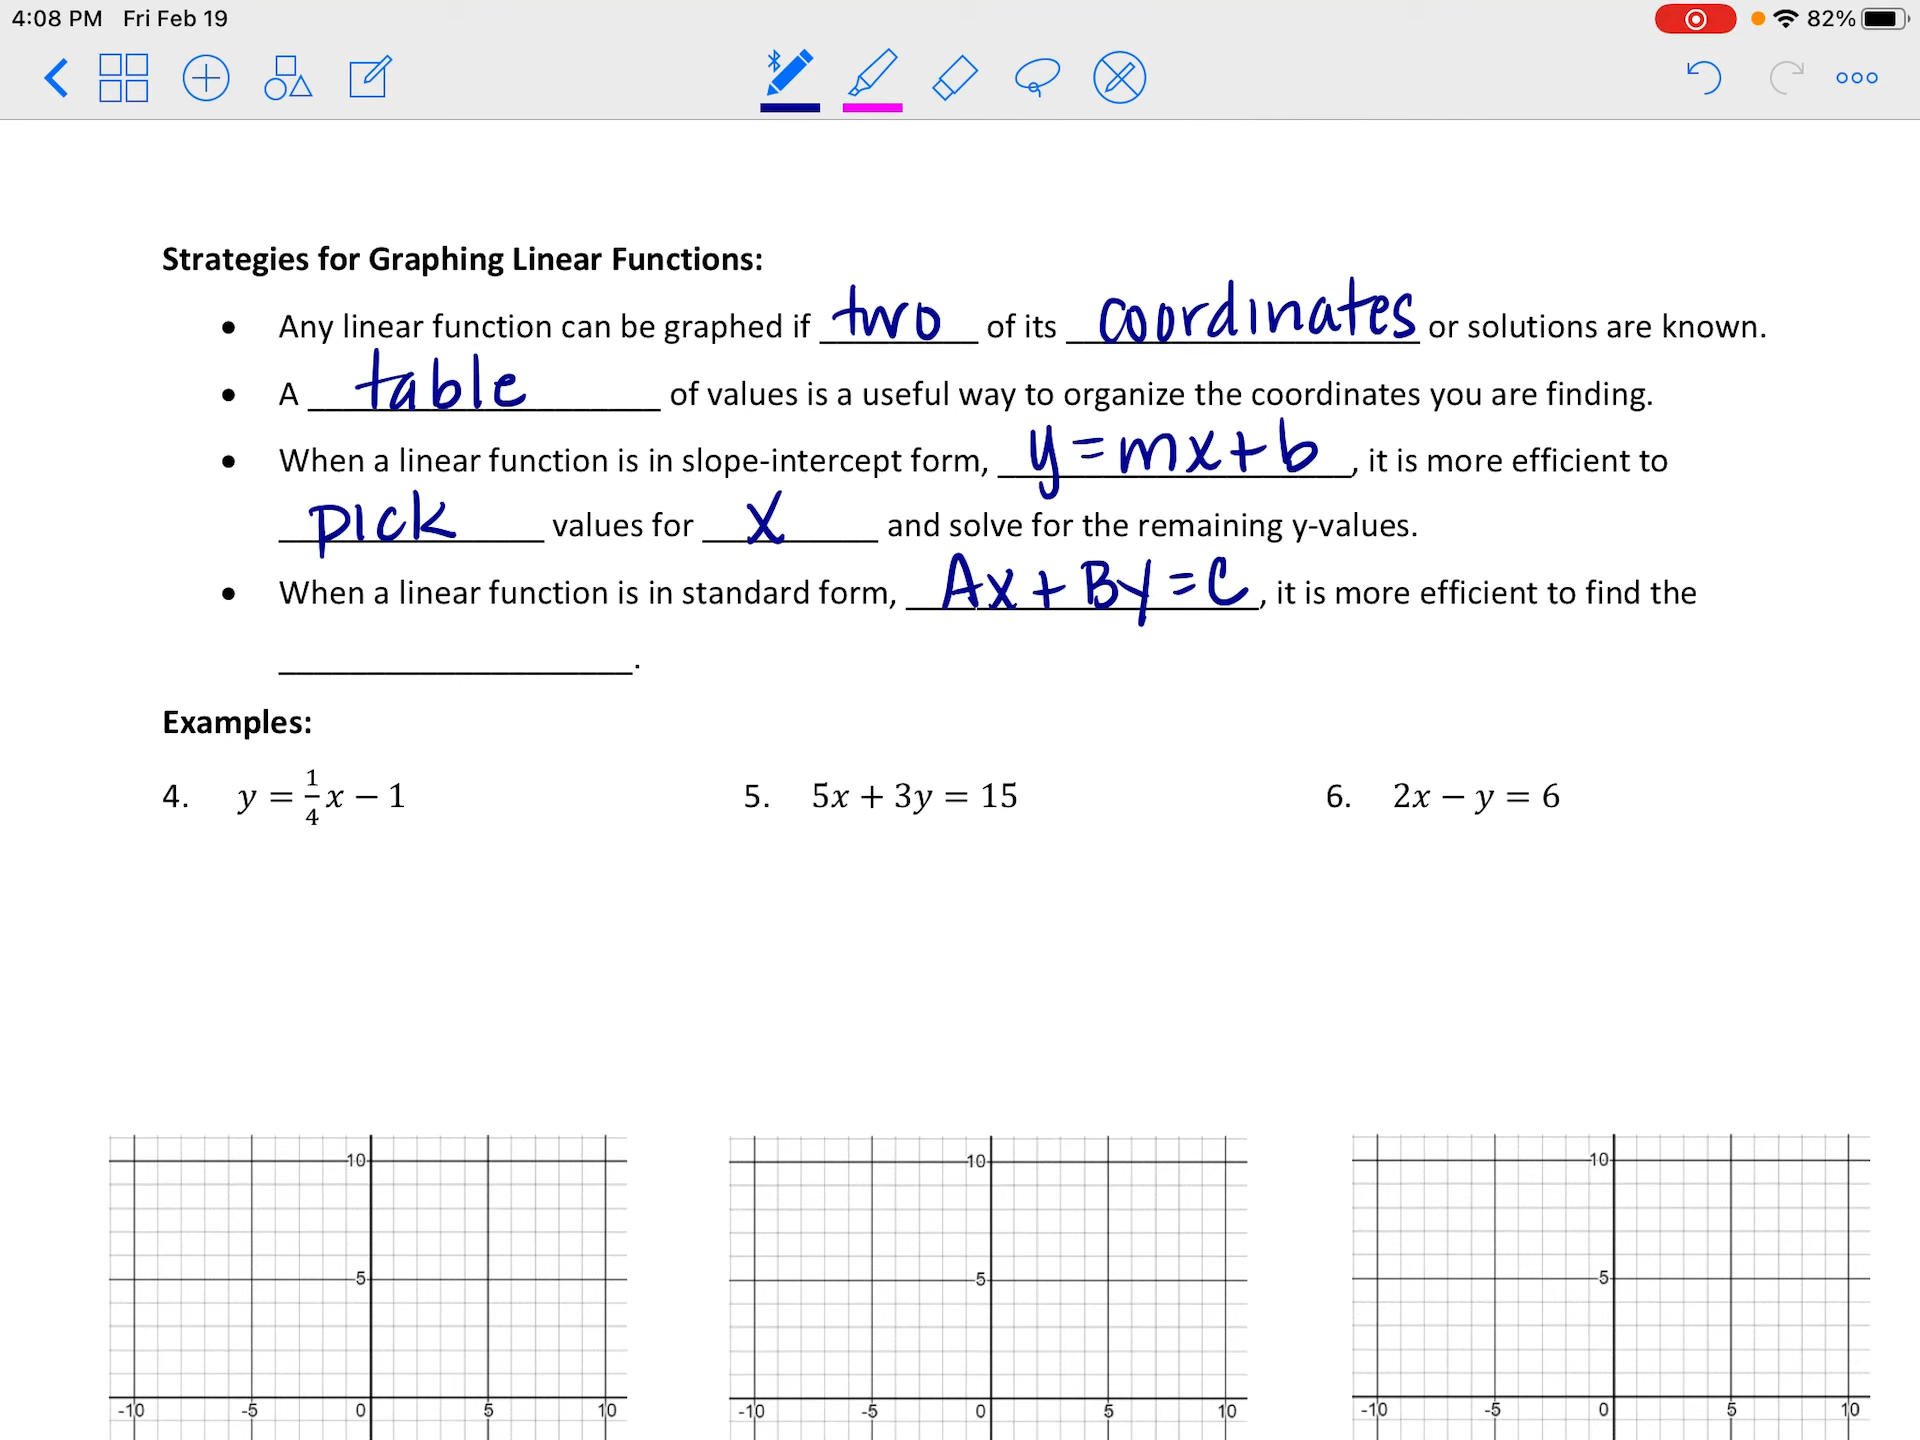 4:08 PM Fri Feb 19 82%
Strategies for Graphing Linear Functions:
• Any linear function can be graphed if two of its coordinates or solutions are known.
• A table of values is a useful way to organize the coordinates you are finding.
• When a linear function is in slope-intercept form, y=mx+b, it is more efficient to
pick values for x and solve for the remaining y-values.
• When a linear function is in standard form, Ax+By=C, it is more efficient to find the
____________________.
Examples:
4. y = 1/4 x − 1 5. 5x + 3y = 15 6. 2x − y = 6
10 10 10
5 5 5
-10 -5 0 5 10 -10 -5 0 5 10 -10 -5 0 5 10